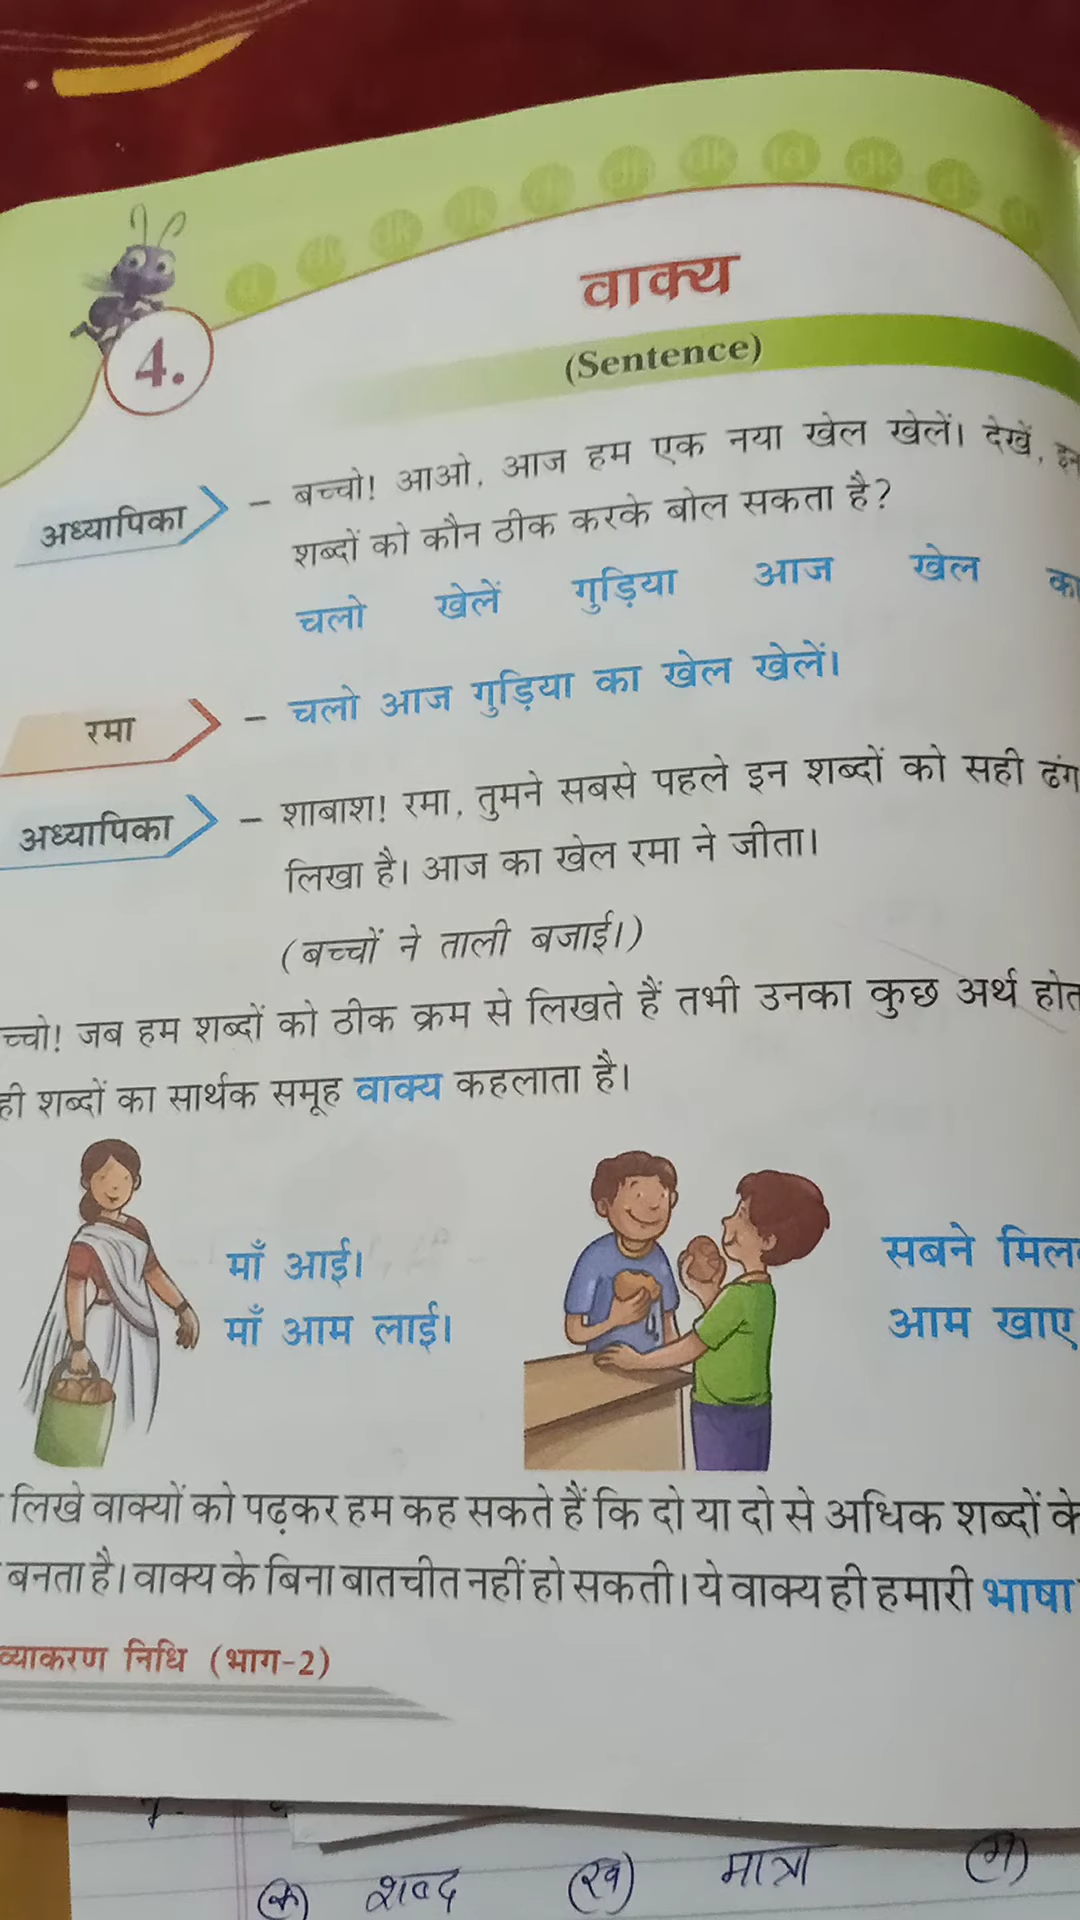 वाक्य
4.
(Sentence)
अध्यापिका – बच्चो! आओ, आज हम एक नया खेल खेलें। देखें, इन
शब्दों को कौन ठीक करके बोल सकता है?
चलो खेलें गुड़िया आज खेल का
रमा – चलो आज गुड़िया का खेल खेलें।
अध्यापिका – शाबाश! रमा, तुमने सबसे पहले इन शब्दों को सही ढंग
लिखा है। आज का खेल रमा ने जीता।
(बच्चों ने ताली बजाई।)
च्चो! जब हम शब्दों को ठीक क्रम से लिखते हैं तभी उनका कुछ अर्थ होत
ही शब्दों का सार्थक समूह वाक्य कहलाता है।
माँ आई।
माँ आम लाई।
सबने मिल
आम खाए
लिखे वाक्यों को पढ़कर हम कह सकते हैं कि दो या दो से अधिक शब्दों के
बनता है। वाक्य के बिना बातचीत नहीं हो सकती। ये वाक्य ही हमारी भाषा
व्याकरण निधि (भाग-2)
(क) शब्द (ख) मात्रा (ग)